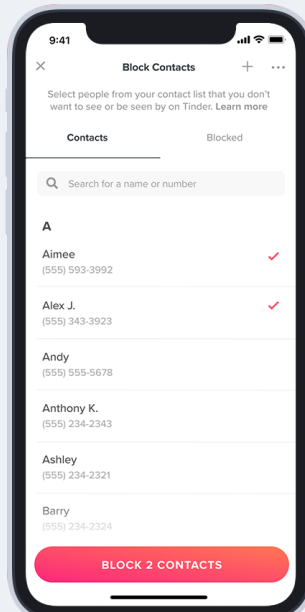 9:41
Block Contacts
Select people from your contact list that you don't
want to see or be seen by on Tinder. Learn more
Contacts
Blocked
Search for a name or number
A
Aimee
(555) 593-3992
Alex J.
(555) 343-3923
Andy
(555) 555-5678
Anthony K.
(555) 234-2343
Ashley
(555) 234-2321
Barry
(555) 234-2324
BLOCK 2 CONTACTS